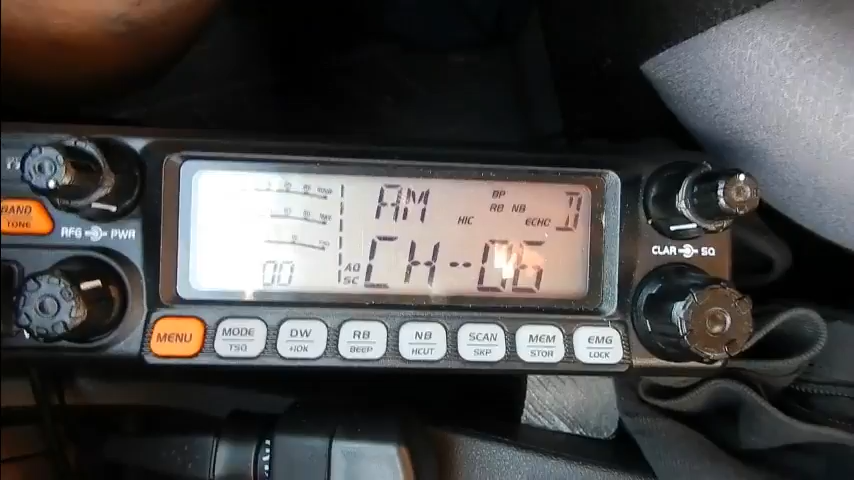 AM
BP
RB NB
HIC
ECHO
D
00
AQ
SC
CH--06
BAND
TONE
RFG PWR
CLAR SQ
MENU
MODE
TSQ
DW
+10K
RB
BEEP
NB
HCUT
SCAN
SKP
MEM
STOR
EMG
LOCK